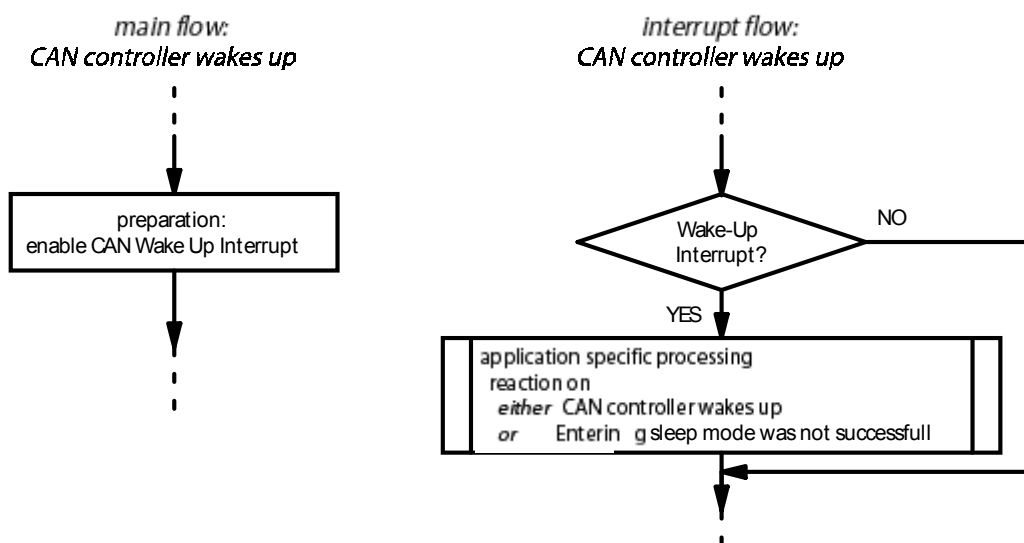 main flow:
CAN controller wakes up
preparation:
enable CAN Wake Up Interrupt
interrupt flow:
CAN controller wakes up
Wake-Up
Interrupt?
NO
YES
application specific processing
reaction on
either CAN controller wakes up
or Enterin g sleep mode was not successfull